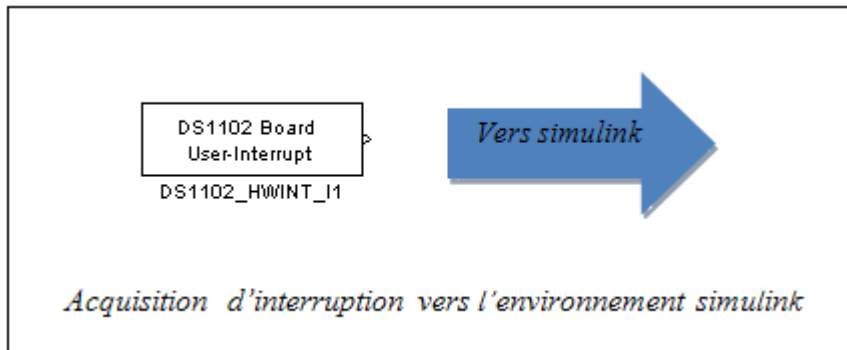 DS1102 Board
User-Interrupt
DS1102_HWINT_I1
Vers simulink
Acquisition d'interruption vers l'environnement simulink